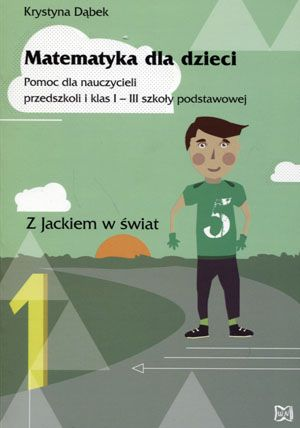 Krystyna Dąbek
Matematyka dla dzieci
Pomoc dla nauczycieli
przedszkoli i klas I – III szkoły podstawowej
5
Z Jackiem w świat
1